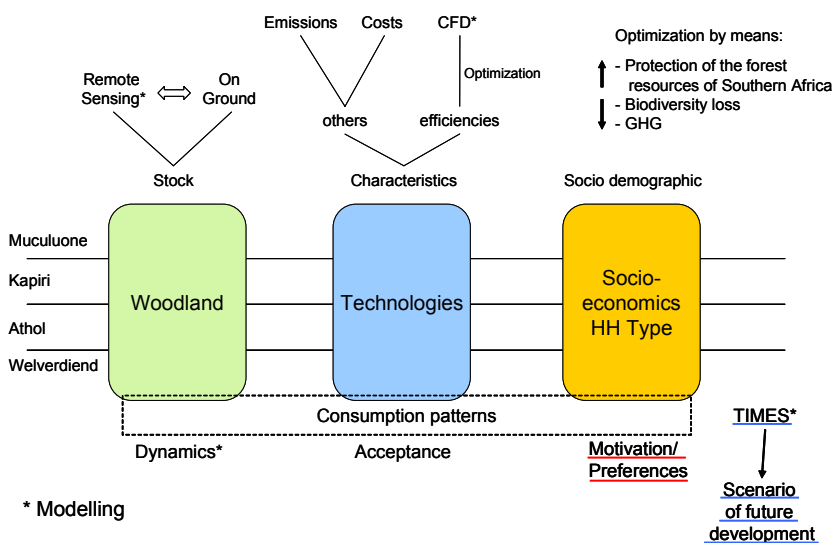 Emissions
Costs
CFD*
Optimization by means:
- Protection of the forest
resources of Southern Africa
- Biodiversity loss
- GHG
Optimization
Remote
Sensing*
On
Ground
others
efficiencies
Stock
Characteristics
Socio demographic
Muculuone
Kapiri
Athol
Welverdiend
Woodland
Technologies
Socio-
economics
HH Type
Consumption patterns
Dynamics*
Acceptance
Motivation/
Preferences
TIMES*
Scenario
of future
development
* Modelling